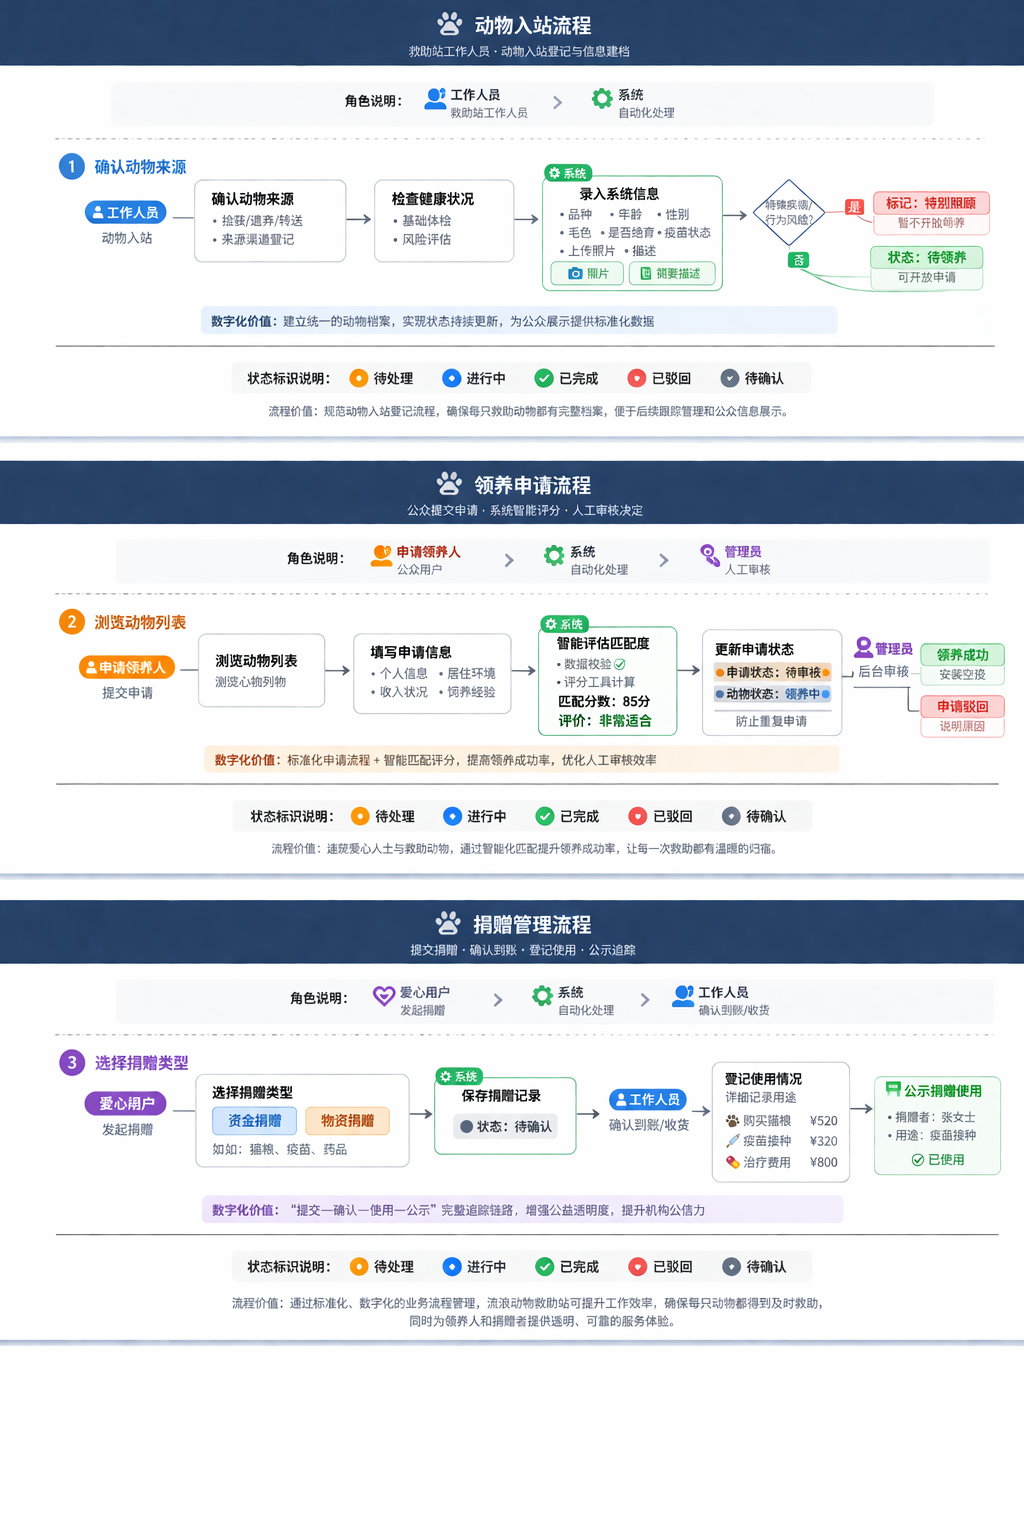 动物入站流程
救助站工作人员 · 动物入站登记与信息建档
角色说明：
工作人员
救助站工作人员
系统
自动化处理
1 确认动物来源
工作人员
动物入站
确认动物来源
• 来源渠道登记
检查健康状况
• 基础体检
• 风险评估
系统
录入系统信息
• 品种 • 年龄 • 性别
• 毛色 • 是否绝育 • 疫苗状态
• 上传照片 • 描述
照片
简要描述
行为风险?
是
否
标记：特别照顾
暂不开放领养
状态：待领养
可开放申请
数字化价值：建立统一的动物档案，实现状态持续更新，为公众展示提供标准化数据
状态标识说明： 待处理 进行中 已完成 已驳回 待确认
流程价值：规范动物入站登记流程，确保每只救助动物都有完整档案，便于后续跟踪管理和公众信息展示。
领养申请流程
公众提交申请 · 系统智能评分 · 人工审核决定
角色说明：
申请领养人
公众用户
系统
自动化处理
管理员
人工审核
2 浏览动物列表
申请领养人
提交申请
浏览动物列表
填写申请信息
• 个人信息 • 居住环境
• 收入状况 • 饲养经验
系统
智能评估匹配度
• 数据校验
• 评分工具计算
匹配分数：85分
评价：非常适合
更新申请状态
申请状态：待审核
动物状态：领养中
防止重复申请
管理员
后台审核
领养成功
申请驳回
说明原因
数字化价值：标准化申请流程 + 智能匹配评分，提高领养成功率，优化人工审核效率
状态标识说明： 待处理 进行中 已完成 已驳回 待确认
流程价值：连接爱心人士与救助动物，通过智能化匹配提升领养成功率，让每一次救助都有温暖的归宿。
捐赠管理流程
提交捐赠 · 确认到账 · 登记使用 · 公示追踪
角色说明：
爱心用户
发起捐赠
系统
自动化处理
工作人员
确认到账/收货
3 选择捐赠类型
爱心用户
发起捐赠
选择捐赠类型
资金捐赠
物资捐赠
如如：猫粮、疫苗、药品
系统
保存捐赠记录
状态：待确认
工作人员
确认到账/收货
登记使用情况
详细记录用途
购买猫粮 ¥520
疫苗接种 ¥320
治疗费用 ¥800
公示捐赠使用
• 捐赠者：张女士
• 用途：疫苗接种
已使用
数字化价值：“提交—确认—使用—公示”完整追踪链路，增强公益透明度，提升机构公信力
状态标识说明： 待处理 进行中 已完成 已驳回 待确认
流程价值：通过标准化、数字化的业务流程管理，流浪动物救助站可提升工作效率，确保每只动物都得到及时救助，
同时为领养人和捐赠者提供透明、可靠的服务体验。